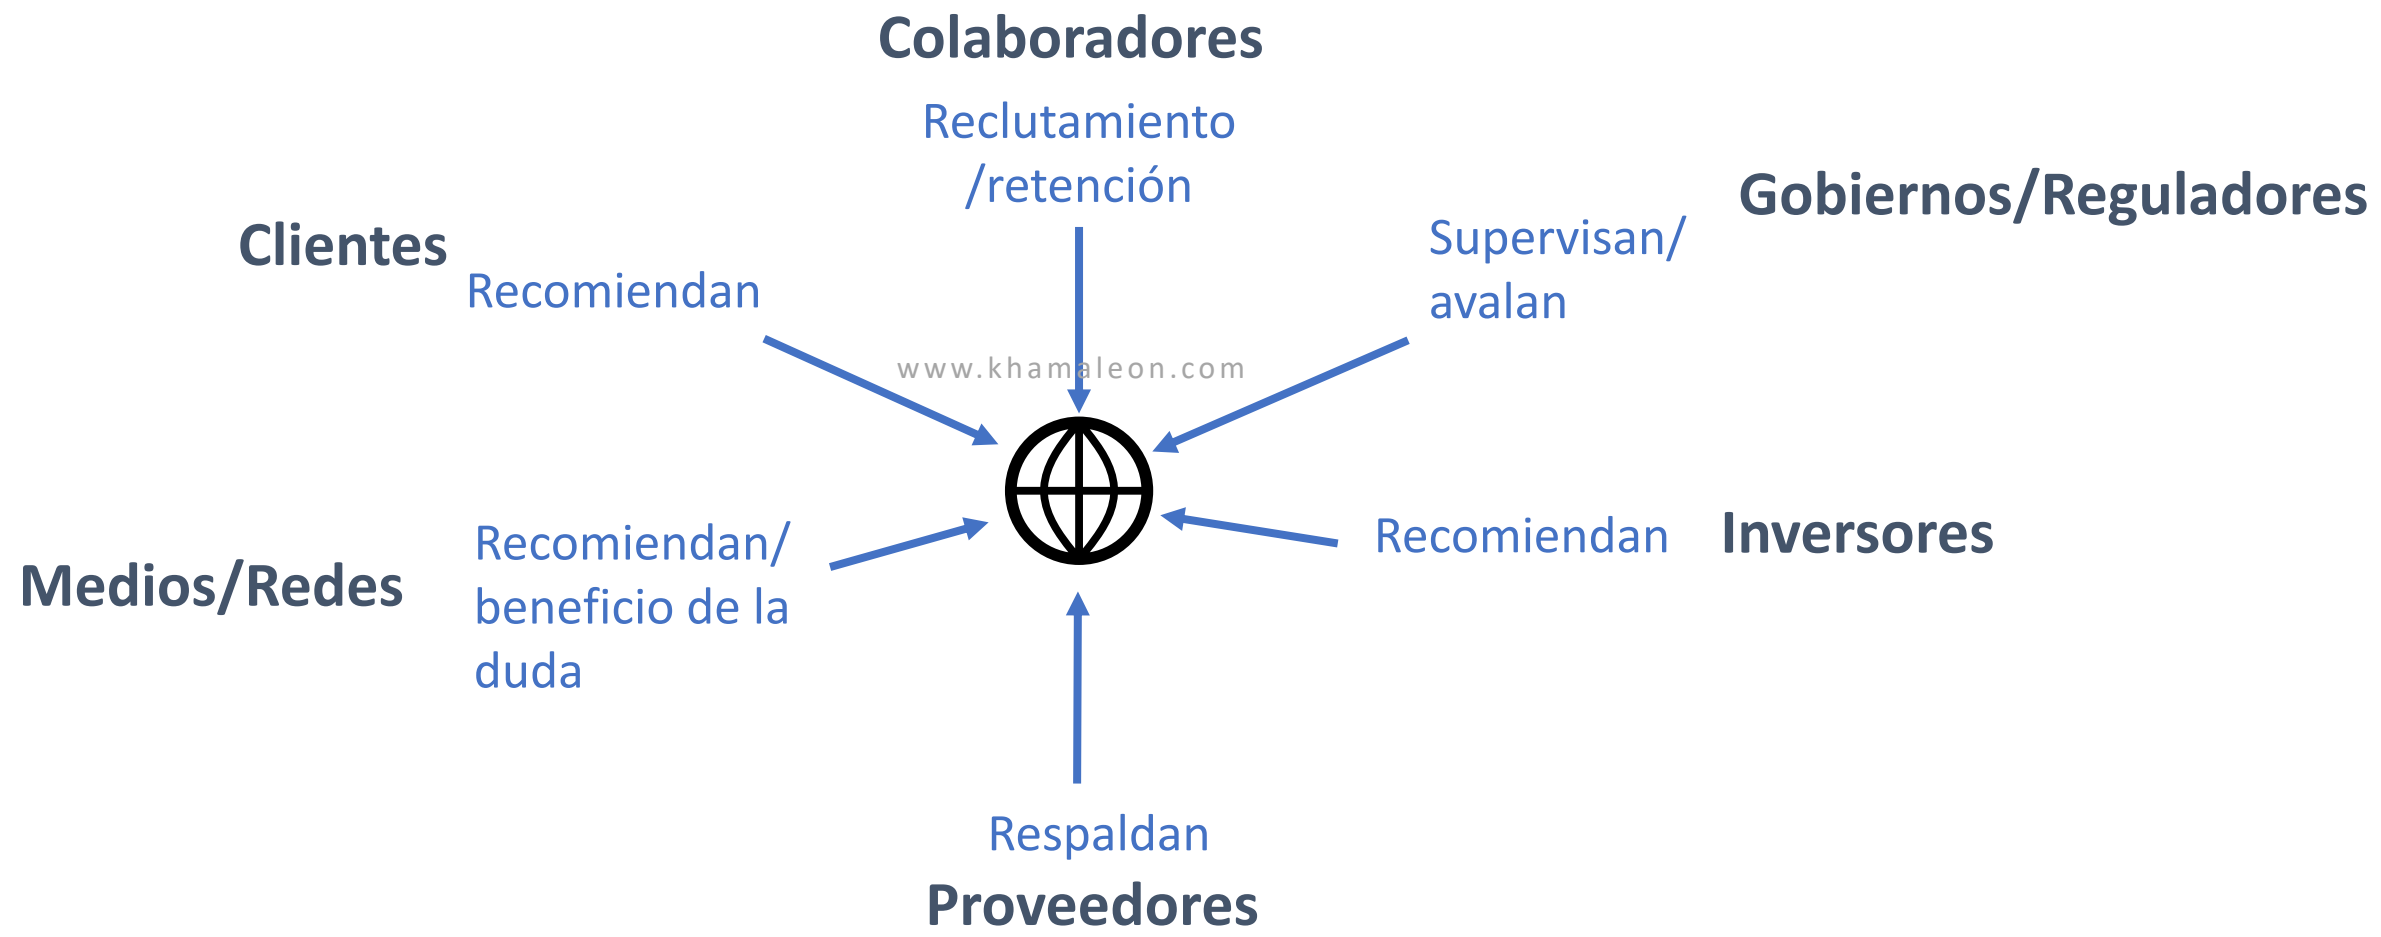 Colaboradores
Reclutamiento
/retención
Gobiernos/Reguladores
Supervisan/
avalan
Clientes
Recomiendan
www.khamaleon.com
Recomiendan/
beneficio de la
duda
Medios/Redes
Recomiendan
Inversores
Respaldan
Proveedores